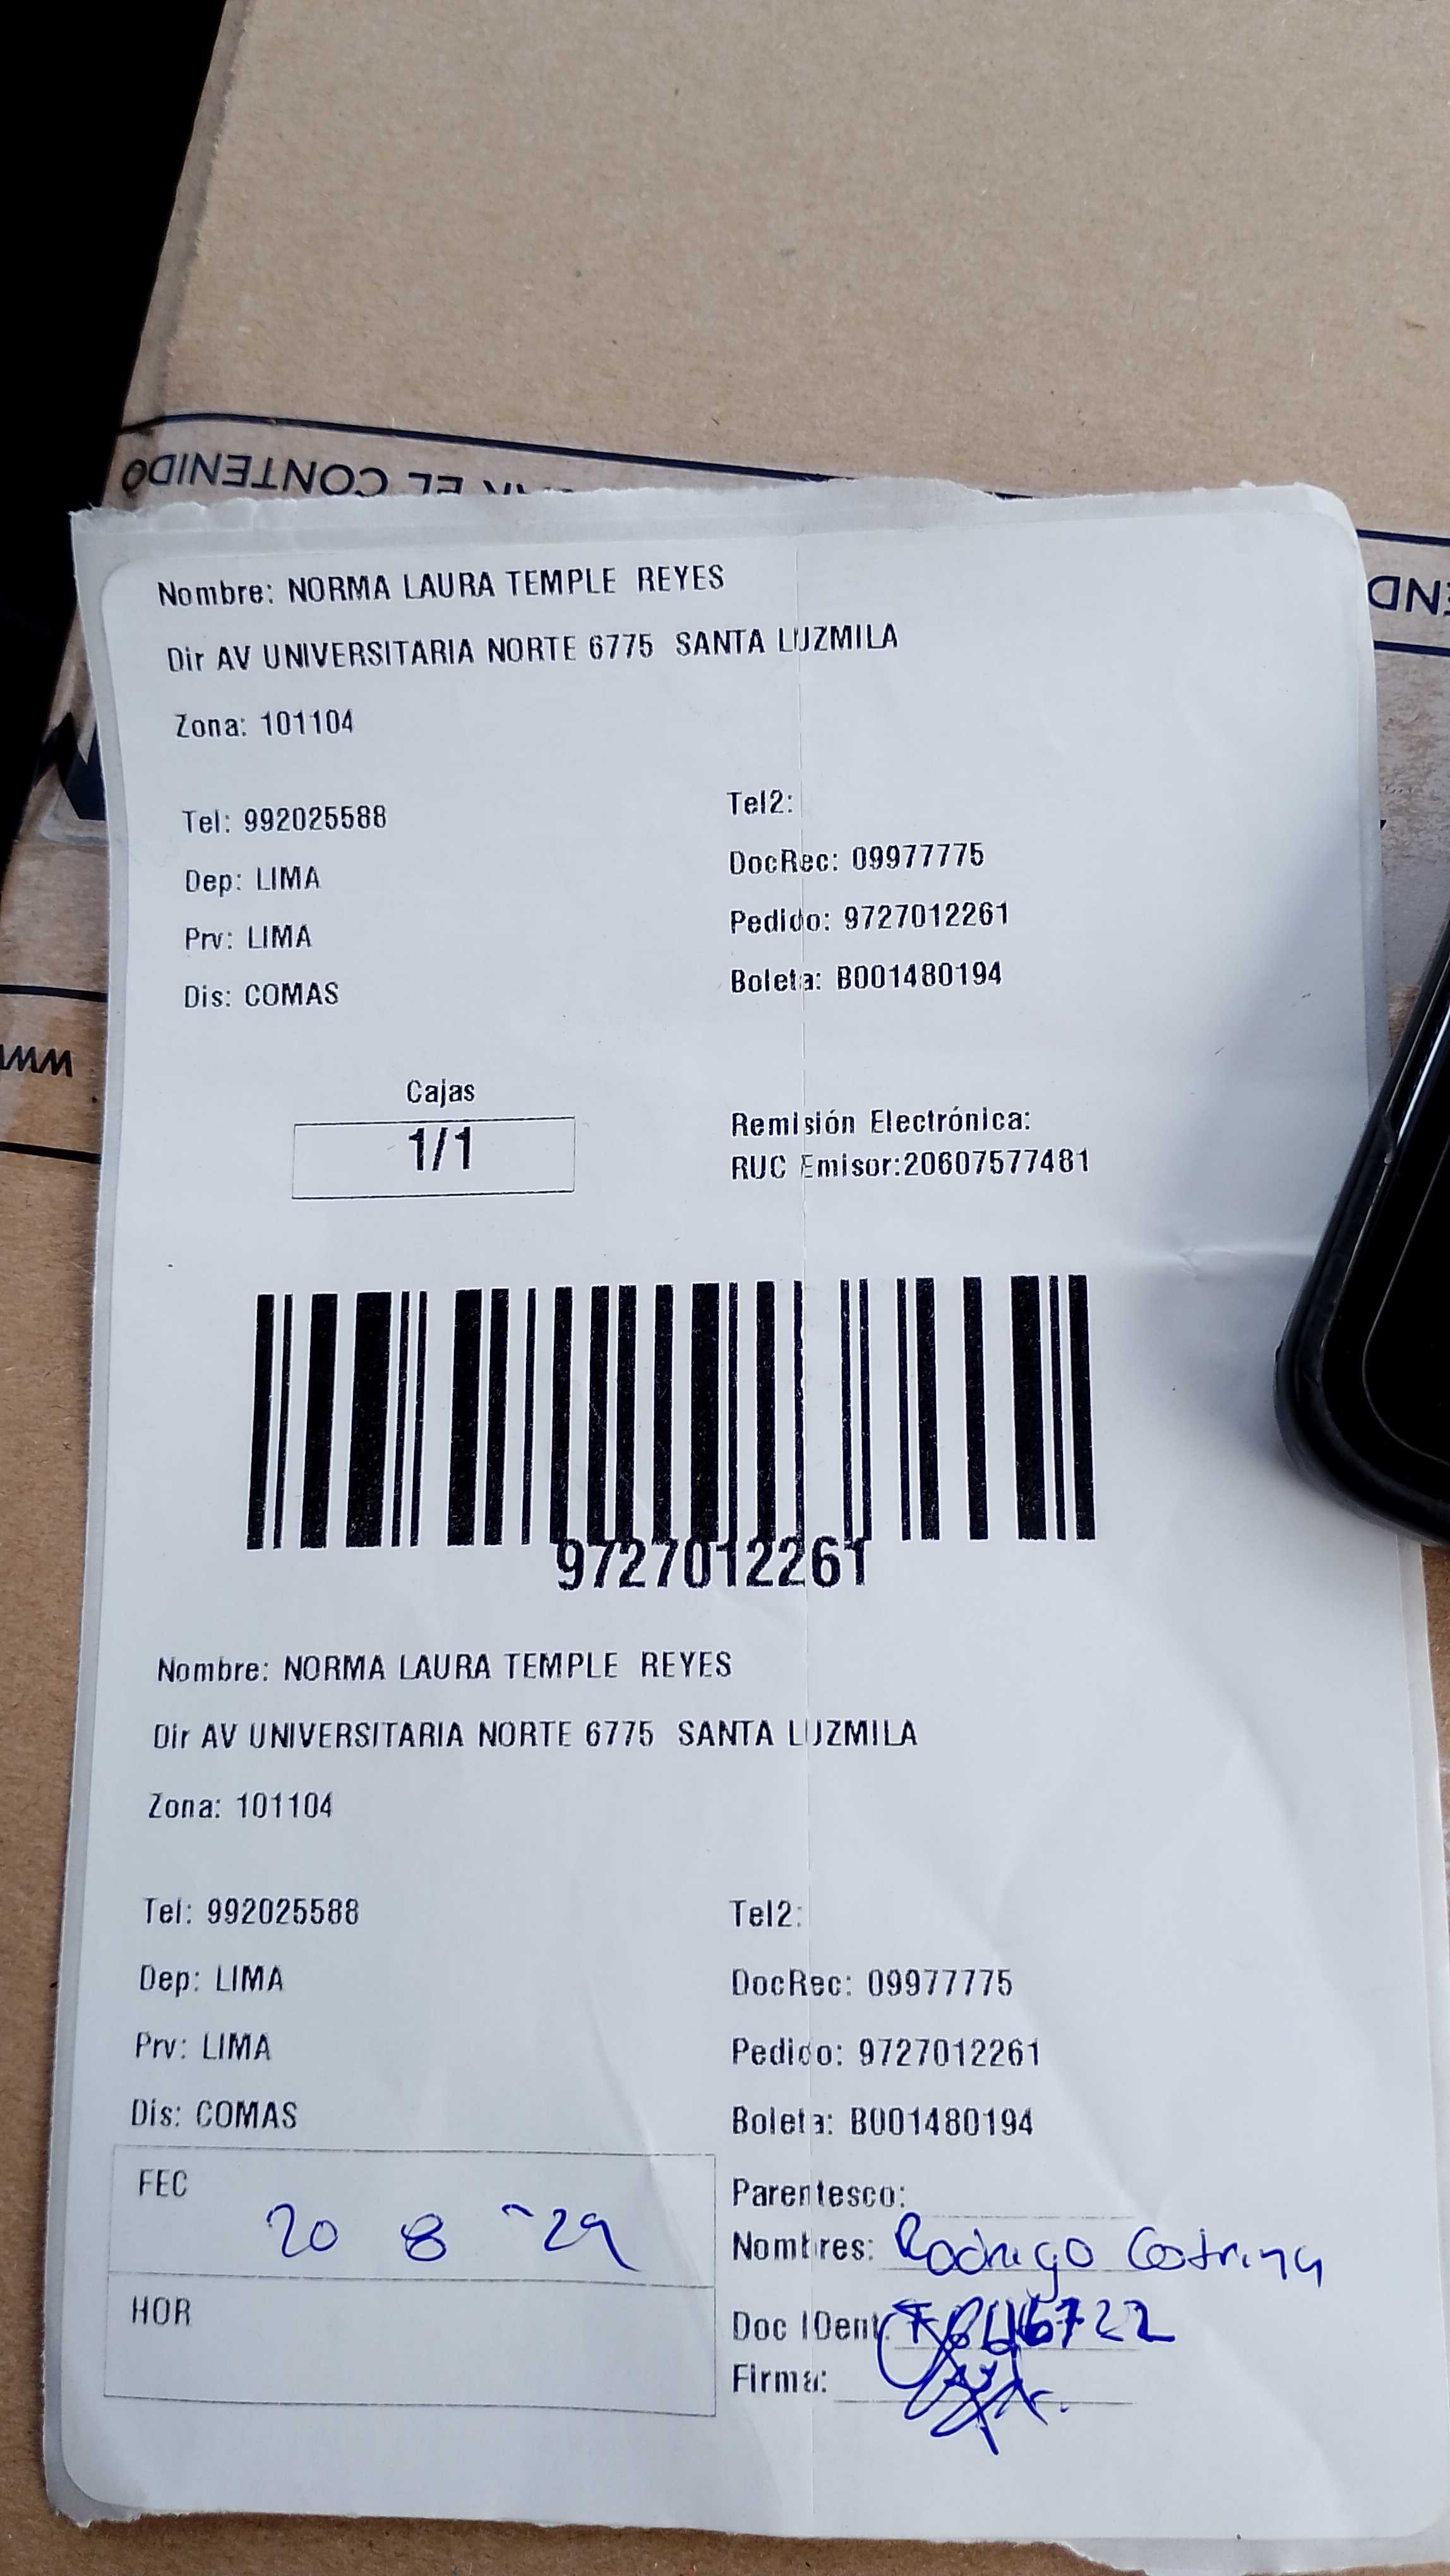 EL CONTENIDO
Nombre: NORMA LAURA TEMPLE REYES
Dir AV UNIVERSITARIA NORTE 6775 SANTA LUZMILA
Zona: 101104
Tel: 992025588 Tel2:
Dep: LIMA DocRec: 09977775
Prv: LIMA Pedido: 9727012261
Dis: COMAS Boleta: B001480194
Cajas
1/1
Remisión Electrónica:
RUC Emisor:20607577481
9727012261
Nombre: NORMA LAURA TEMPLE REYES
Dir AV UNIVERSITARIA NORTE 6775 SANTA LUZMILA
Zona: 101104
Tel: 992025588 Tel2:
Dep: LIMA DocRec: 09977775
Prv: LIMA Pedido: 9727012261
Dis: COMAS Boleta: B001480194
FEC 20 8
HOR
Parentesco:
Nombres: Rodrigo
Doc IDent.
Firma: